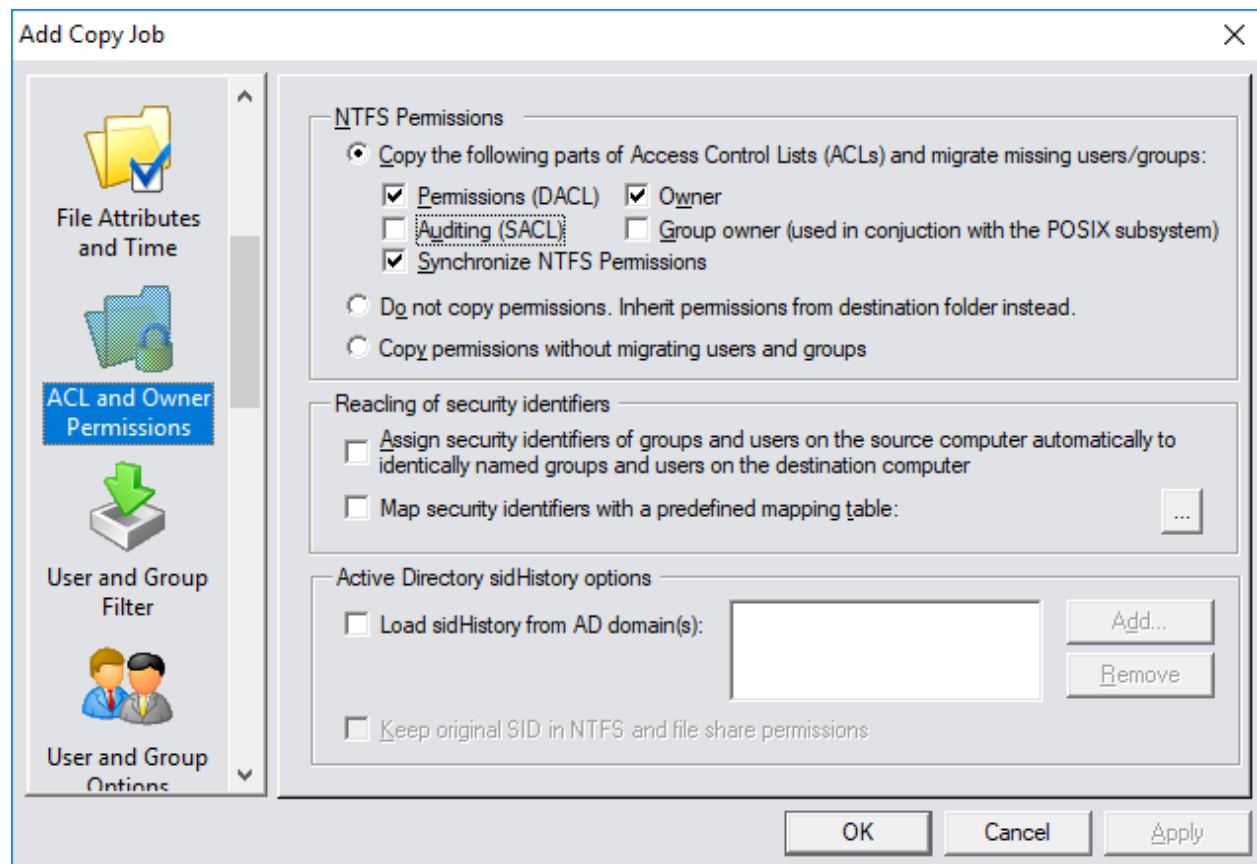 Add Copy Job
File Attributes
and Time
ACL and Owner
Permissions
User and Group
Filter
User and Group
Options
NTFS Permissions
Copy the following parts of Access Control Lists (ACLs) and migrate missing users/groups:
Permissions (DACL)
Owner
Auditing (SACL)
Group owner (used in conjuction with the POSIX subsystem)
Synchronize NTFS Permissions
Do not copy permissions. Inherit permissions from destination folder instead.
Copy permissions without migrating users and groups
Reacling of security identifiers
Assign security identifiers of groups and users on the source computer automatically to
identically named groups and users on the destination computer
Map security identifiers with a predefined mapping table:
...
Active Directory sidHistory options
Load sidHistory from AD domain(s):
Add...
Remove
Keep original SID in NTFS and file share permissions
OK
Cancel
Apply